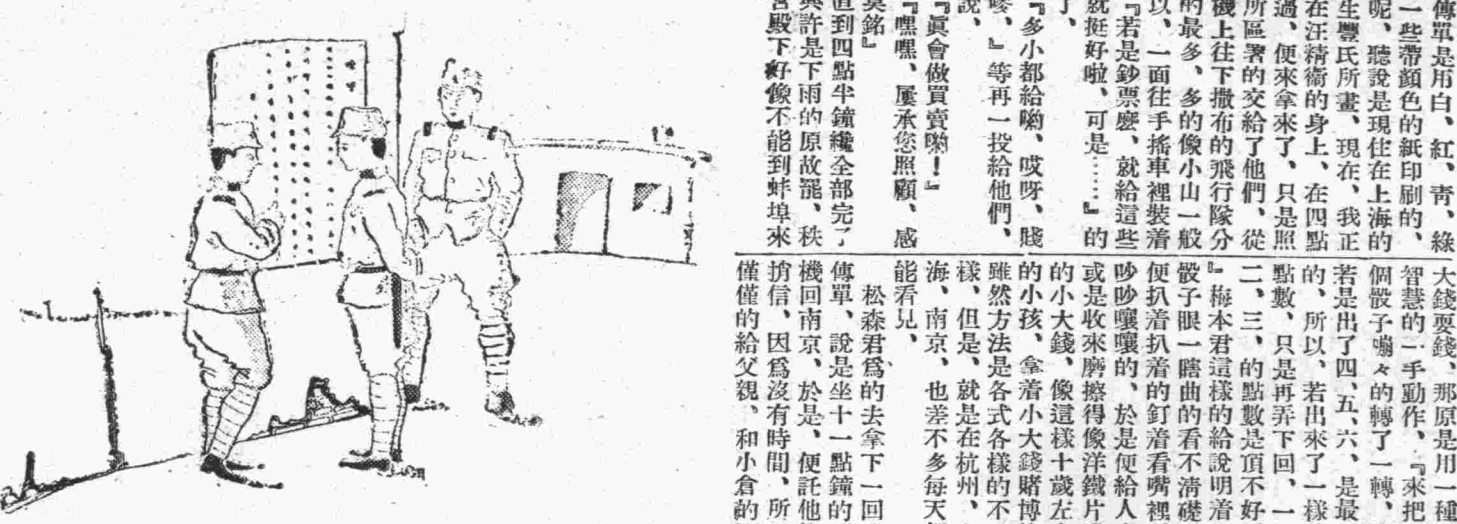 傳單是用白、紅、靑、綠
一些帶顏色的紙印刷的、
呢、聽說是現住在上海的
生豐氏所畫、現在、我正
在汪精衞的身上、在四點
過、便來拿來了、只是照
所區署的交給了他們、從
機上往下撒布的飛行隊分
的最多、多的像小山一般
以、一面往手搖車裡裝着
『若是鈔票麽、就給這些
就挺好啦、可是……』的
了、
『多小都給喲、哎呀、賤
嘇、』等再一投給他們、
說、
『眞會做買賣喲！』
『嘿嘿、屢承您照顧、感
莫銘』
直到四點半鐘纔全部完了
興許是下雨的原故罷、秩
宮殿下好像不能到蚌埠來
大錢耍錢、那原是用一種
智慧的一手動作、『來把
個骰子嘣々的轉了一轉、
若是出了四、五、六、是最
的、所以、若出來了一樣
點數、只是再弄下回、一
二、三、的點數是頂不好
』梅本君這樣的給說明着
骰子眼一瞎曲的看不淸礎
便扒着扒着的釘着看嘴裡
吵吵嚷嚷的、於是便給人
或是收來磨擦得像洋鐵片
的小大錢、像這樣十歲左
的小孩、拿着小大錢賭博
雖然方法是各式各樣的不
樣、但是、就是在杭州、
海、南京、也差不多每天
能看見、
松森君爲的去拿下一回
傳單、說是坐十一點鐘的
機回南京、於是、便託他
捎信、因爲沒有時間、所
僅僅的給父親、和小倉的